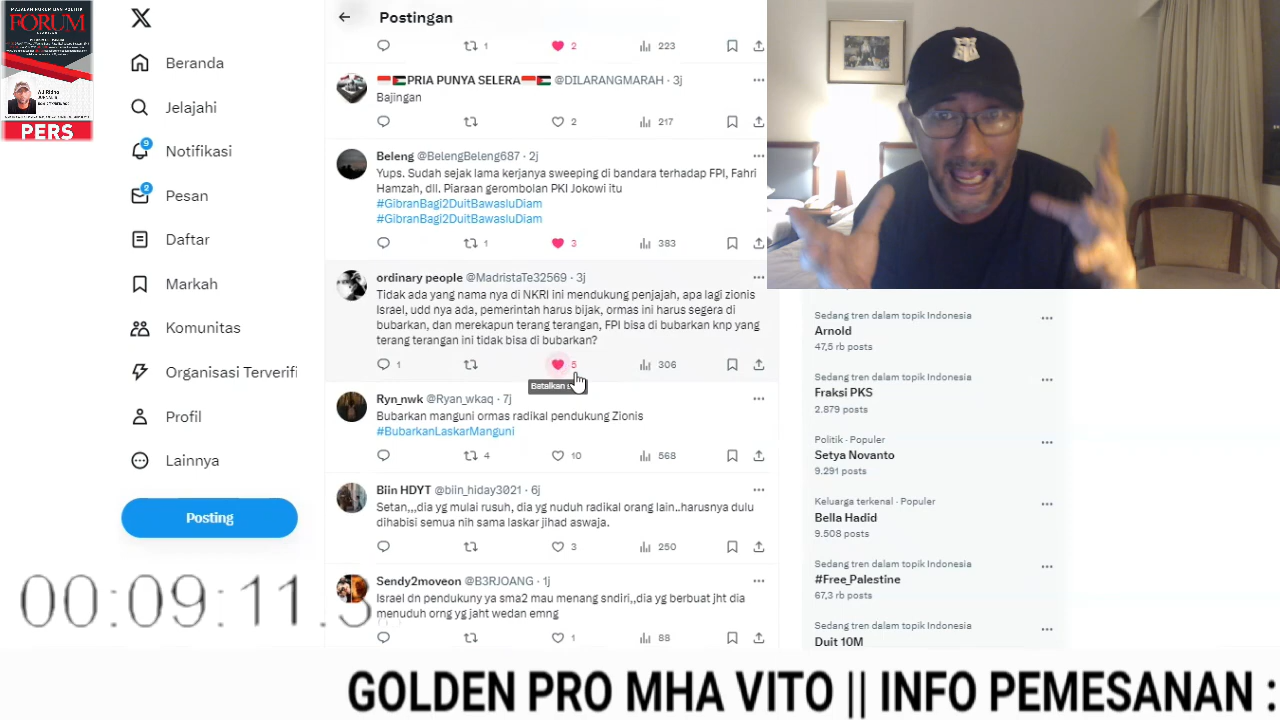 MAJALAH FORUM DAN POLITIK
FORUM
Ali Ridho
PERS
X
Beranda
Jelajahi
9
Notifikasi
2
Pesan
Daftar
Markah
Komunitas
Organisasi Terverifi
Profil
Lainnya
Posting
00:09:11.
Postingan
1 2 223
PRIA PUNYA SELERA @DILARANGMARAH · 3j
Bajingan
2 217
Beleng @BelengBeleng687 · 2j
Yups. Sudah sejak lama kerjanya sweeping di bandara terhadap FPI, Fahri
Hamzah, dll. Piaraan gerombolan PKI Jokowi itu
#GibranBagi2DuitBawasluDiam
#GibranBagi2DuitBawasluDiam
1 3 383
ordinary people @MadristaTe32569 · 3j
Tidak ada yang nama nya di NKRI ini mendukung penjajah, apa lagi zionis
Israel, udd nya ada, pemerintah harus bijak, ormas ini harus segera di
bubarkan, dan merekapun terang terangan, FPI bisa di bubarkan knp yang
terang terangan ini tidak bisa di bubarkan?
1 5 306
Batalkan
Ryn_nwk @Ryan_wkaq · 7j
Bubarkan manguni ormas radikal pendukung Zionis
#BubarkanLaskarManguni
4 10 568
Biin HDYT @biin_hiday3021 · 6j
Setan,,,dia yg mulai rusuh, dia yg nuduh radikal orang lain..harusnya dulu
dihabisi semua nih sama laskar jihad aswaja.
3 250
Sendy2moveon @B3RJOANG · 1j
Israel dn pendukuny ya sma2 mau menang sndiri,,dia yg berbuat jht dia
menuduh orng yg jaht wedan emng
1 88
Sedang tren dalam topik Indonesia
Arnold
47,5 rb posts
Sedang tren dalam topik Indonesia
Fraksi PKS
2.879 posts
Politik · Populer
Setya Novanto
9.291 posts
Keluarga terkenal · Populer
Bella Hadid
9.508 posts
Sedang tren dalam topik Indonesia
#Free_Palestine
67,3 rb posts
Sedang tren dalam topik Indonesia
Duit 10M
GOLDEN PRO MHA VITO || INFO PEMESANAN :